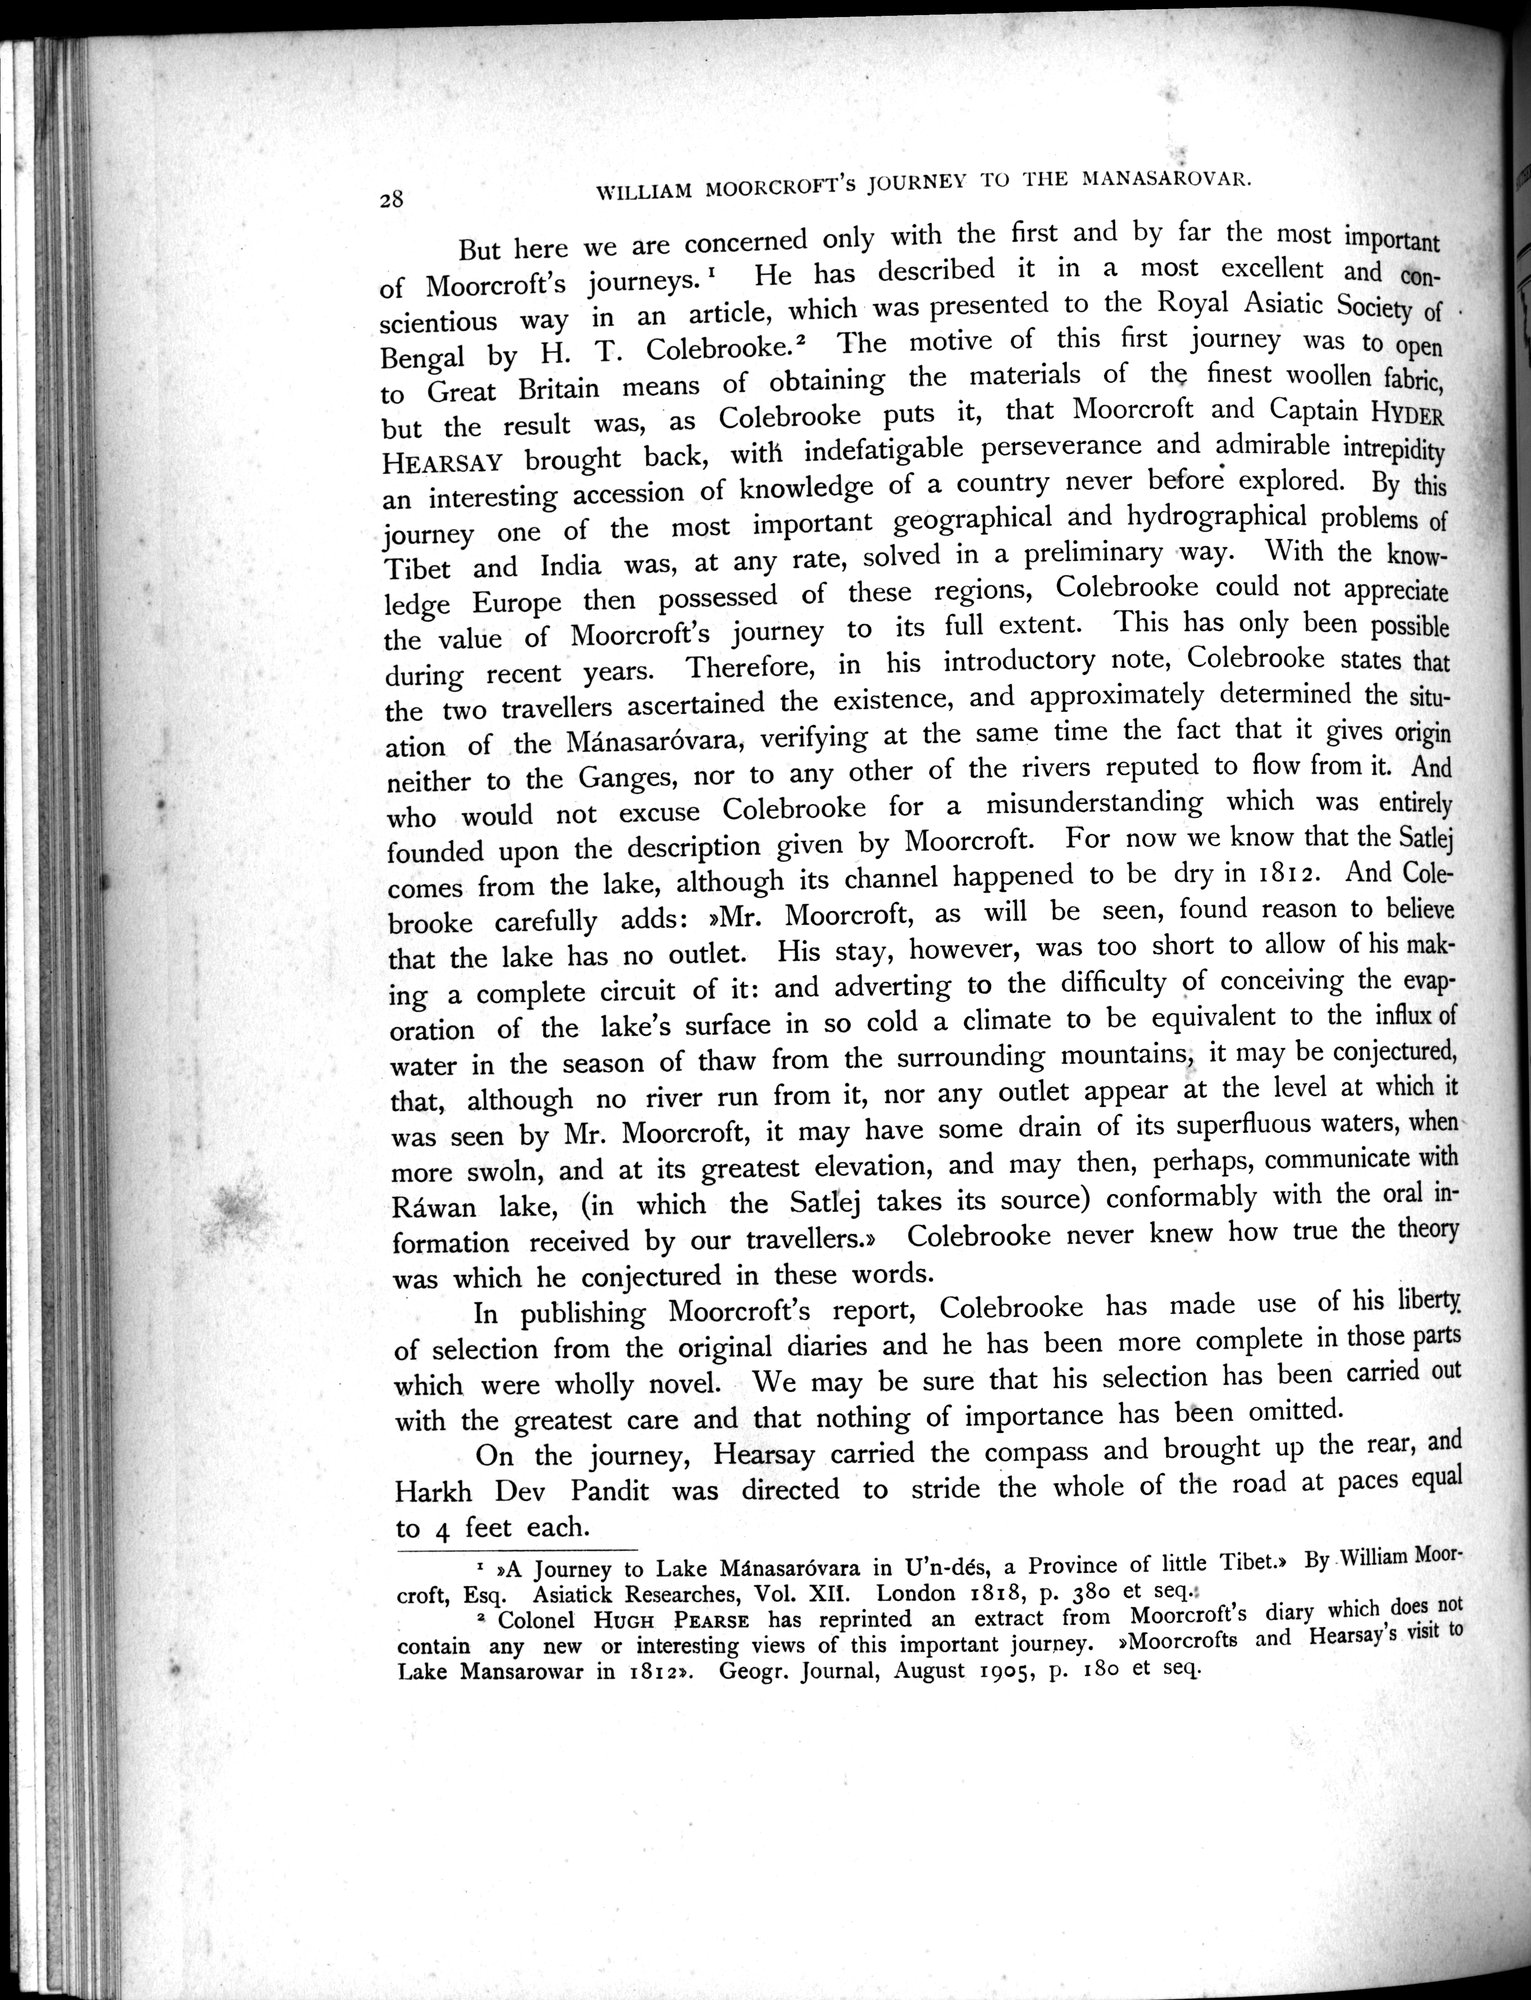 28
WILLIAM MOORCROFT'S JOURNEY TO THE MANASAROVAR.
But here we are concerned only with the first and by far the most important
of Moorcroft's journeys.¹ He has described it in a most excellent and con-
scientious way in an article, which was presented to the Royal Asiatic Society of
Bengal by H. T. Colebrooke.² The motive of this first journey was to open
to Great Britain means of obtaining the materials of the finest woollen fabric,
but the result was, as Colebrooke puts it, that Moorcroft and Captain HYDER
HEARSAY brought back, with indefatigable perseverance and admirable intrepidity
an interesting accession of knowledge of a country never before explored. By this
journey one of the most important geographical and hydrographical problems of
Tibet and India was, at any rate, solved in a preliminary way. With the know-
ledge Europe then possessed of these regions, Colebrooke could not appreciate
the value of Moorcroft's journey to its full extent. This has only been possible
during recent years. Therefore, in his introductory note, Colebrooke states that
the two travellers ascertained the existence, and approximately determined the situ-
ation of the Mánasaróvara, verifying at the same time the fact that it gives origin
neither to the Ganges, nor to any other of the rivers reputed to flow from it. And
who would not excuse Colebrooke for a misunderstanding which was entirely
founded upon the description given by Moorcroft. For now we know that the Satlej
comes from the lake, although its channel happened to be dry in 1812. And Cole-
brooke carefully adds: »Mr. Moorcroft, as will be seen, found reason to believe
that the lake has no outlet. His stay, however, was too short to allow of his mak-
ing a complete circuit of it: and adverting to the difficulty of conceiving the evap-
oration of the lake's surface in so cold a climate to be equivalent to the influx of
water in the season of thaw from the surrounding mountains, it may be conjectured,
that, although no river run from it, nor any outlet appear at the level at which it
was seen by Mr. Moorcroft, it may have some drain of its superfluous waters, when
more swoln, and at its greatest elevation, and may then, perhaps, communicate with
Ráwan lake, (in which the Satlej takes its source) conformably with the oral in-
formation received by our travellers.» Colebrooke never knew how true the theory
was which he conjectured in these words.
In publishing Moorcroft's report, Colebrooke has made use of his liberty
of selection from the original diaries and he has been more complete in those parts
which were wholly novel. We may be sure that his selection has been carried out
with the greatest care and that nothing of importance has been omitted.
On the journey, Hearsay carried the compass and brought up the rear, and
Harkh Dev Pandit was directed to stride the whole of the road at paces equal
to 4 feet each.
¹ »A Journey to Lake Mánasaróvara in U'n-dés, a Province of little Tibet.» By William Moor-
croft, Esq. Asiatick Researches, Vol. XII. London 1818, p. 380 et seq.
² Colonel HUGH PEARSE has reprinted an extract from Moorcroft's diary which does not
contain any new or interesting views of this important journey. »Moorcrofts and Hearsay's visit to
Lake Mansarowar in 1812». Geogr. Journal, August 1905, p. 180 et seq.